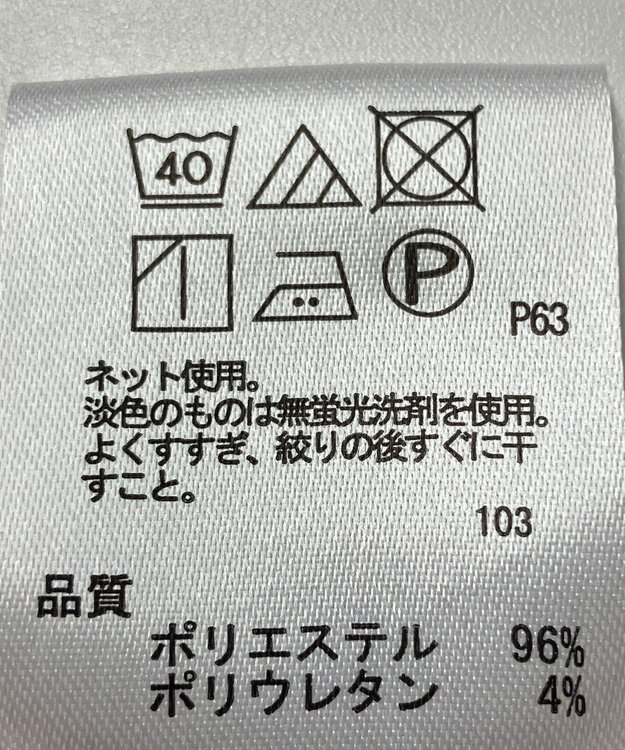 40
P
P63
ネット使用。
淡色のものは無蛍光洗剤を使用。
よくすすぎ、絞りの後すぐに干
すこと。
103
品質
ポリエステル 96%
ポリウレタン 4%